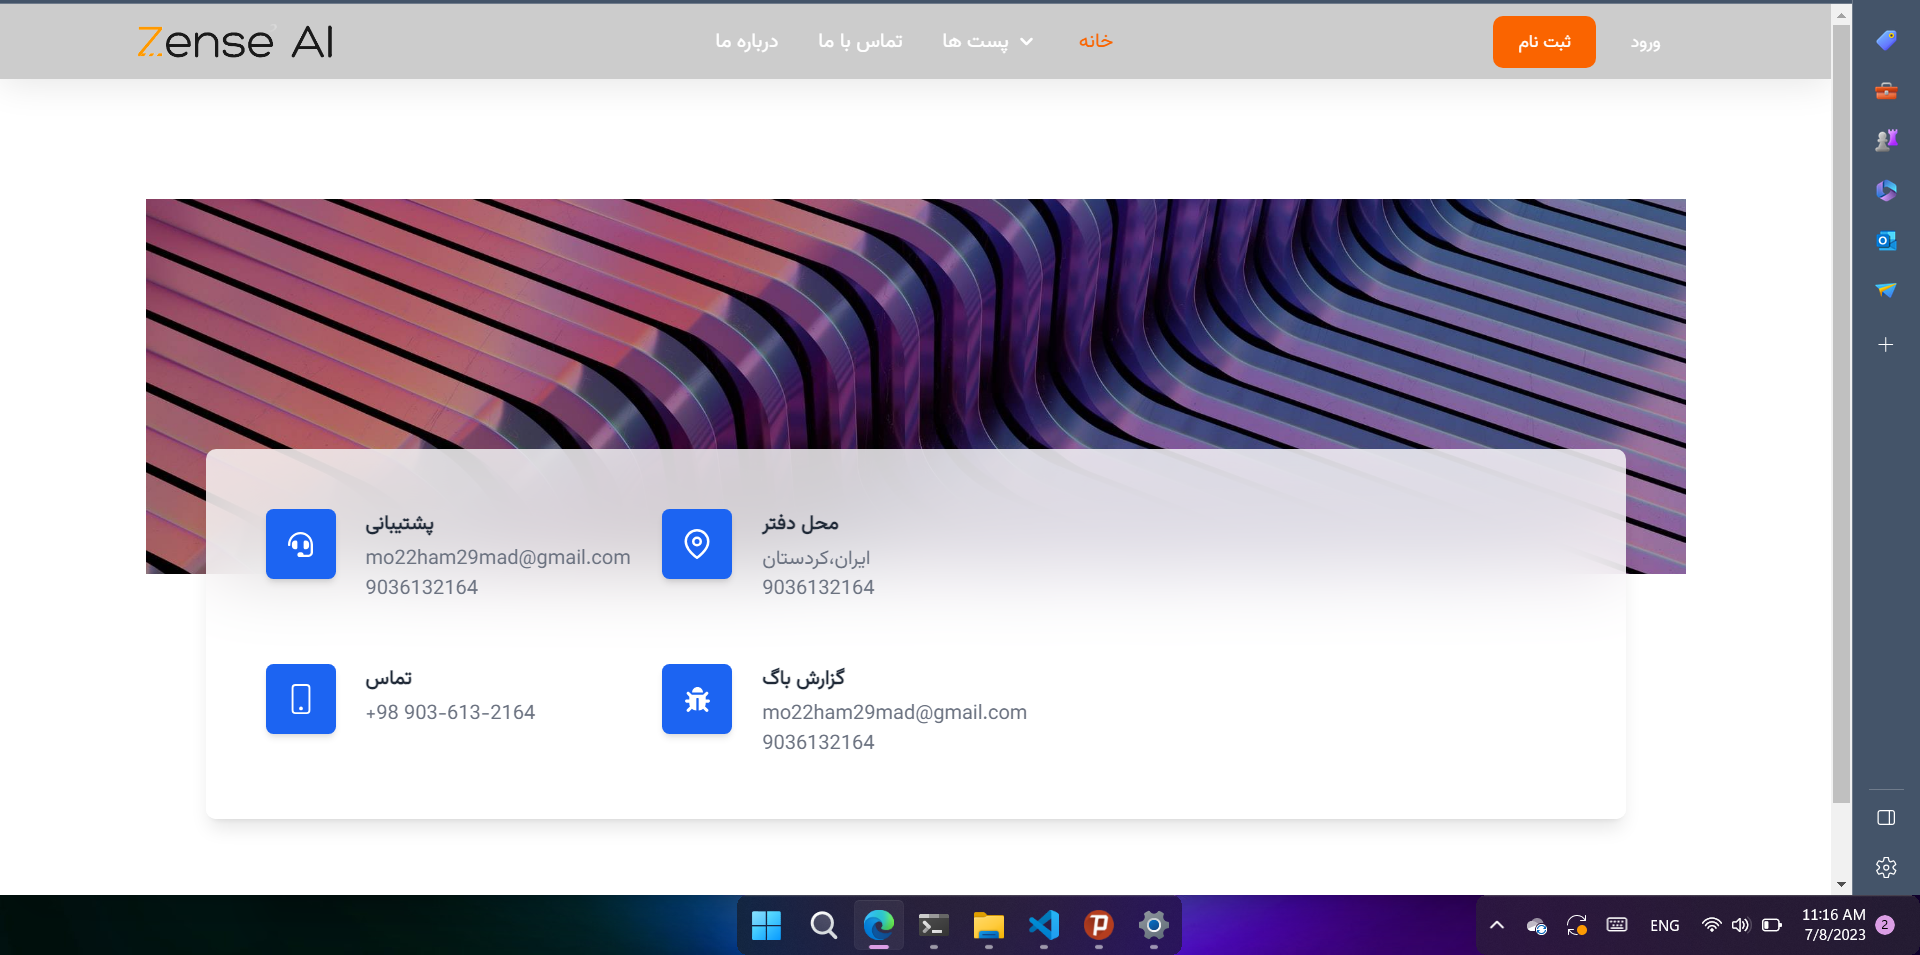 Zense AI
خانه
پست ها
تماس با ما
درباره ما
ورود
ثبت نام
پشتیبانی
mo22ham29mad@gmail.com
9036132164
محل دفتر
ایران،کردستان
9036132164
تماس
+98 903-613-2164
گزارش باگ
mo22ham29mad@gmail.com
9036132164
ENG
11:16 AM
7/8/2023
2